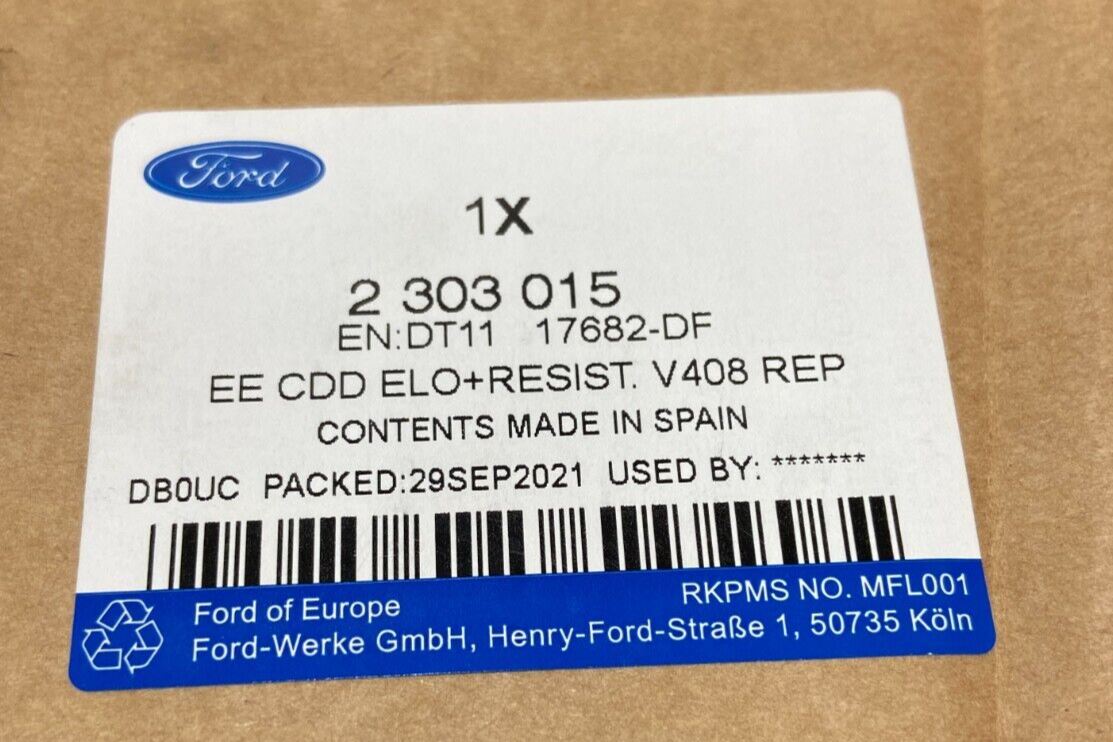 Ford
1X
2 303 015
EN:DT11 17682-DF
EE CDD ELO+RESIST. V408 REP
CONTENTS MADE IN SPAIN
DB0UC PACKED:29SEP2021 USED BY: *******
RKPMS NO. MFL001
Ford of Europe
Ford-Werke GmbH, Henry-Ford-Straße 1, 50735 Köln